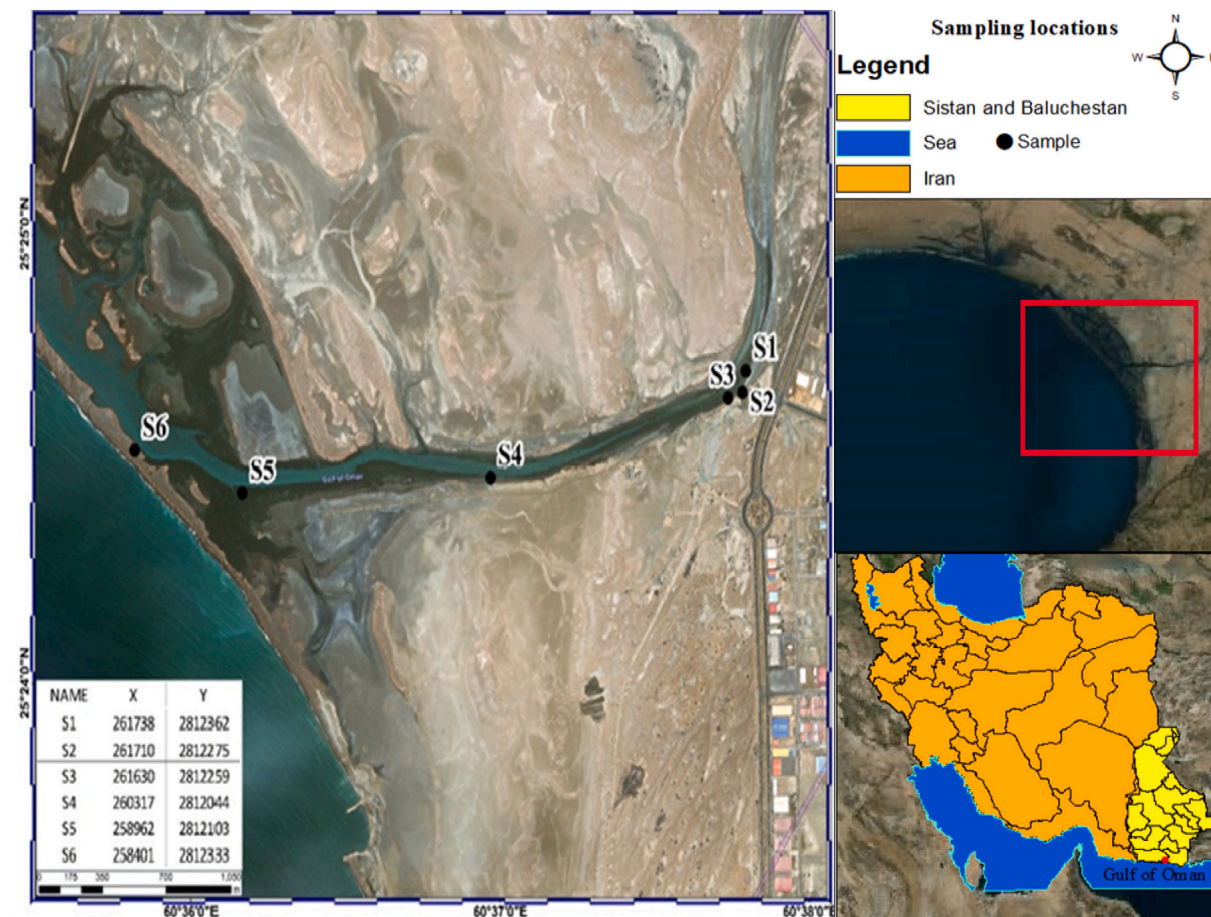 Sampling locations
N
W
S
Legend
Sistan and Baluchestan
Sea
Sample
Iran
25°25'0"N
25°24'0"N
S1
S3
S2
S6
S4
S5
Gulf of Oman
NAME X Y
S1 261738 2812362
S2 261710 2812275
S3 261630 2812259
S4 260317 2812044
S5 258962 2812103
S6 258401 2812333
0 175 350 700 1,050
m
60°36'0"E 60°37'0"E 60°38'0"E
Gulf of Oman